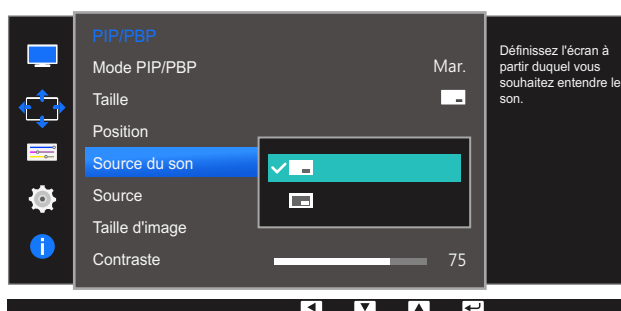 PIP/PBP
Mode PIP/PBP Mar.
Taille
Position
Source du son
Source
Taille d'image
Contraste 75
Définissez l'écran à
partir duquel vous
souhaitez entendre le
son.